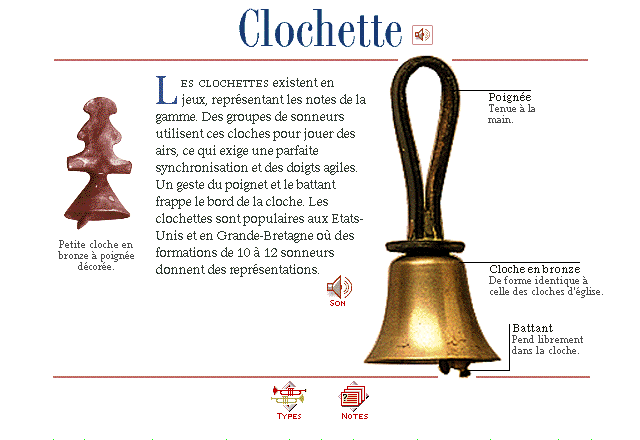 Clochette
LES CLOCHETTES existent en
jeux, représentant les notes de la
gamme. Des groupes de sonneurs
utilisent ces cloches pour jouer des
airs, ce qui exige une parfaite
synchronisation et des doigts agiles.
Un geste du poignet et le battant
frappe le bord de la cloche. Les
clochettes sont populaires aux Etats-
Unis et en Grande-Bretagne où des
formations de 10 à 12 sonneurs
donnent des représentations.
SON
Petite cloche en
bronze à poignée
décorée.
Poignée
Tenue à la
main.
Cloche en bronze
De forme identique à
celle des cloches d'église.
Battant
Pend librement
dans la cloche.
TYPES
NOTES